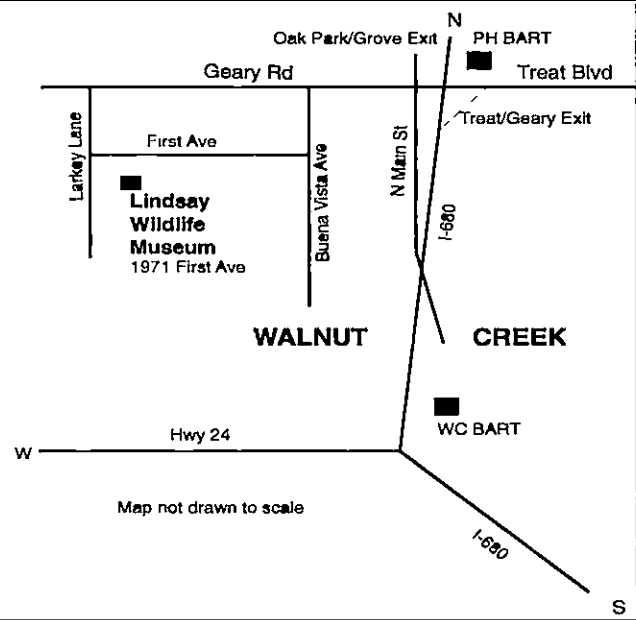 N
Oak Park/Grove Exit
PH BART
Geary Rd
Treat Blvd
Treat/Geary Exit
Larkey Lane
First Ave
Buena Vista Ave
N Main St
I-680
Lindsay
Wildlife
Museum
1971 First Ave
WALNUT CREEK
WC BART
Hwy 24
W
Map not drawn to scale
I-680
S